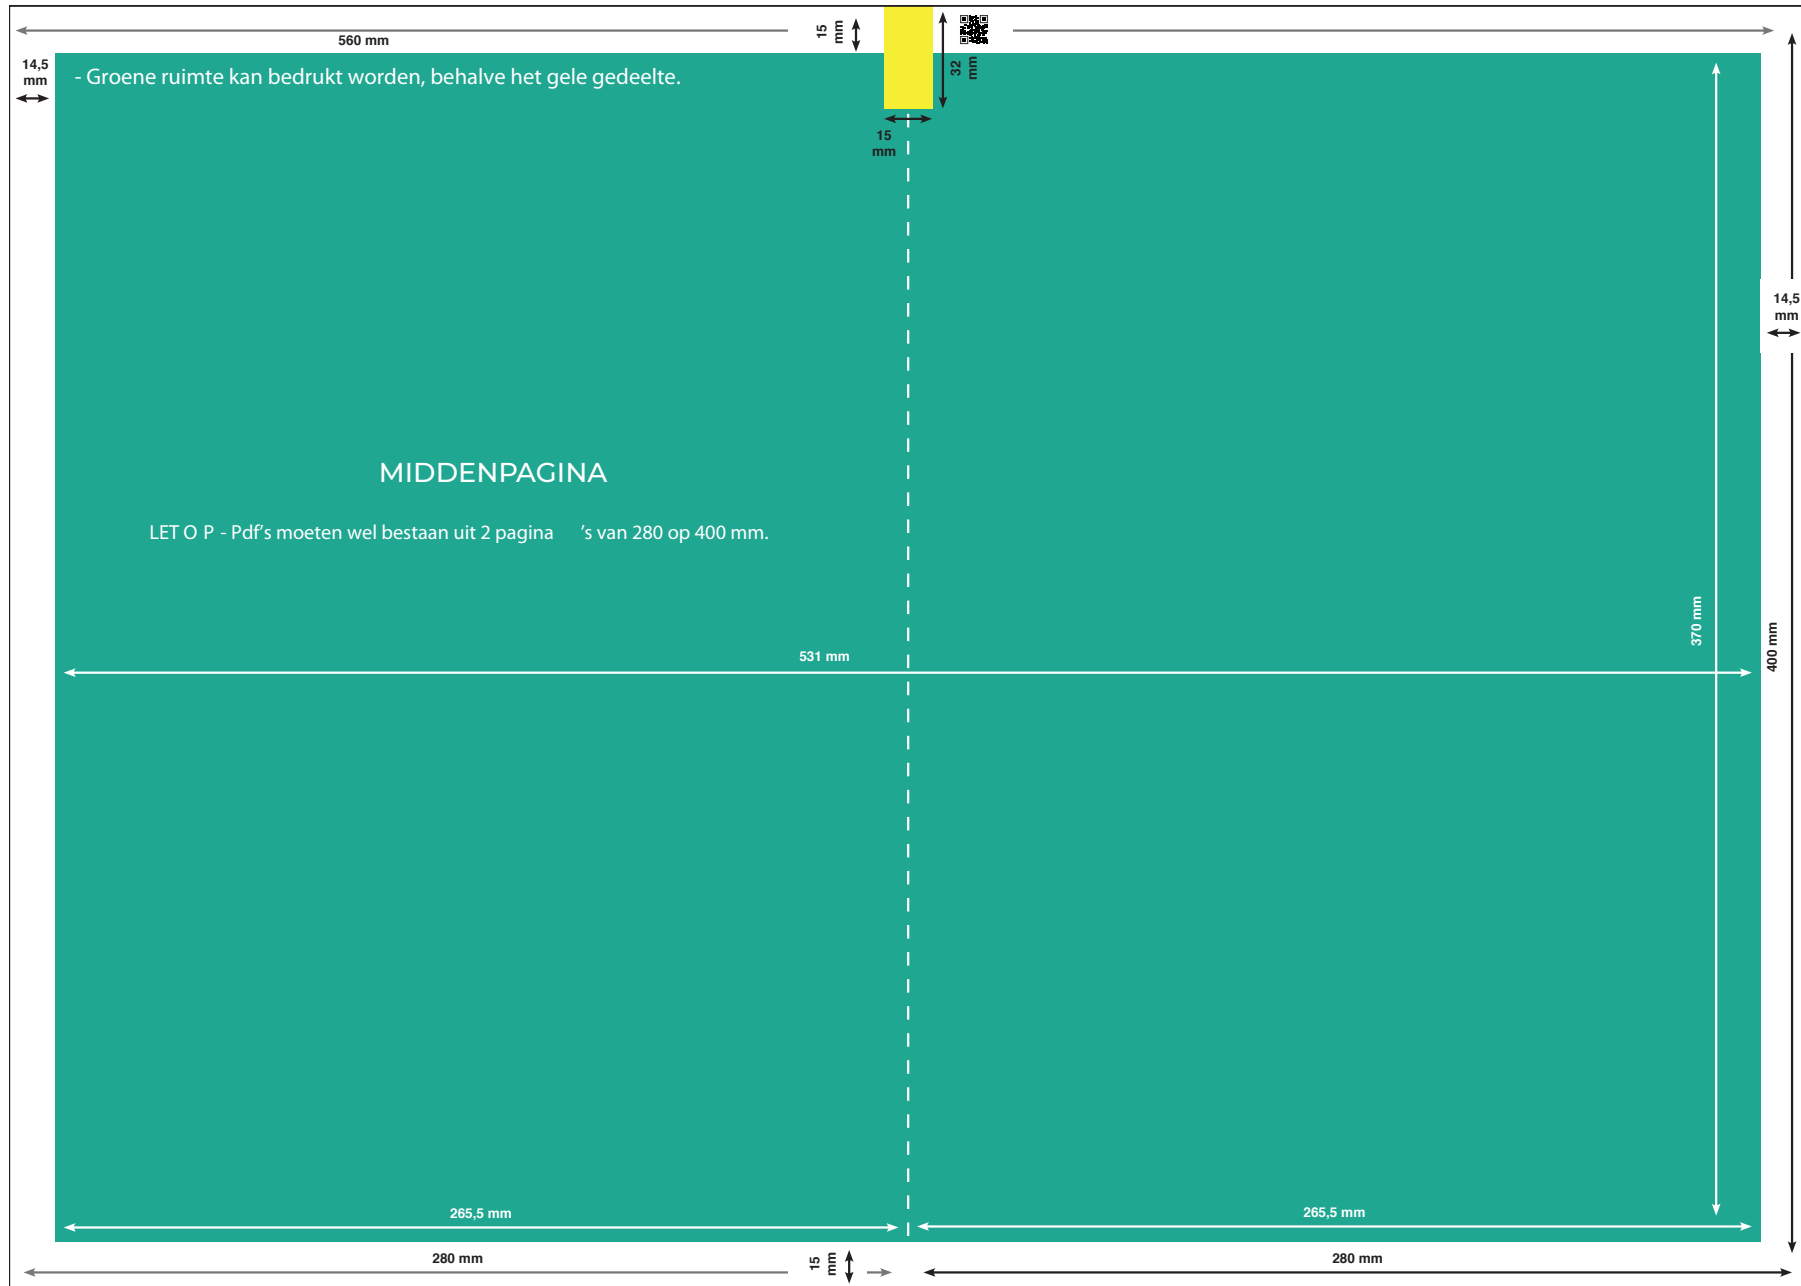 560 mm
15 mm
32 mm
14,5 mm
- Groene ruimte kan bedrukt worden, behalve het gele gedeelte.
15 mm
14,5 mm
MIDDENPAGINA
LET O P - Pdf's moeten wel bestaan uit 2 pagina 's van 280 op 400 mm.
370 mm
400 mm
531 mm
265,5 mm
265,5 mm
280 mm
15 mm
280 mm